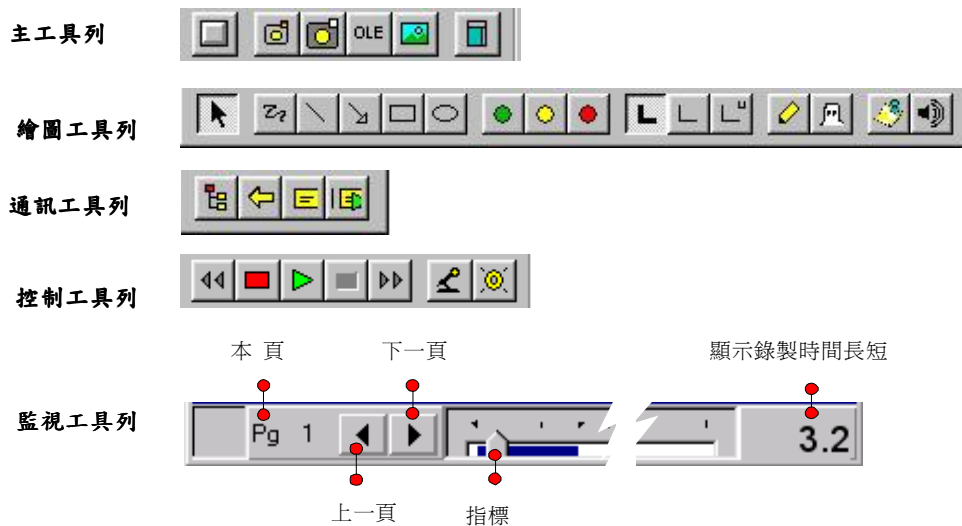 主工具列
OLE
繪圖工具列
通訊工具列
控制工具列
本 頁
下一頁
顯示錄製時間長短
監視工具列
Pg 1
3.2
上一頁
指標